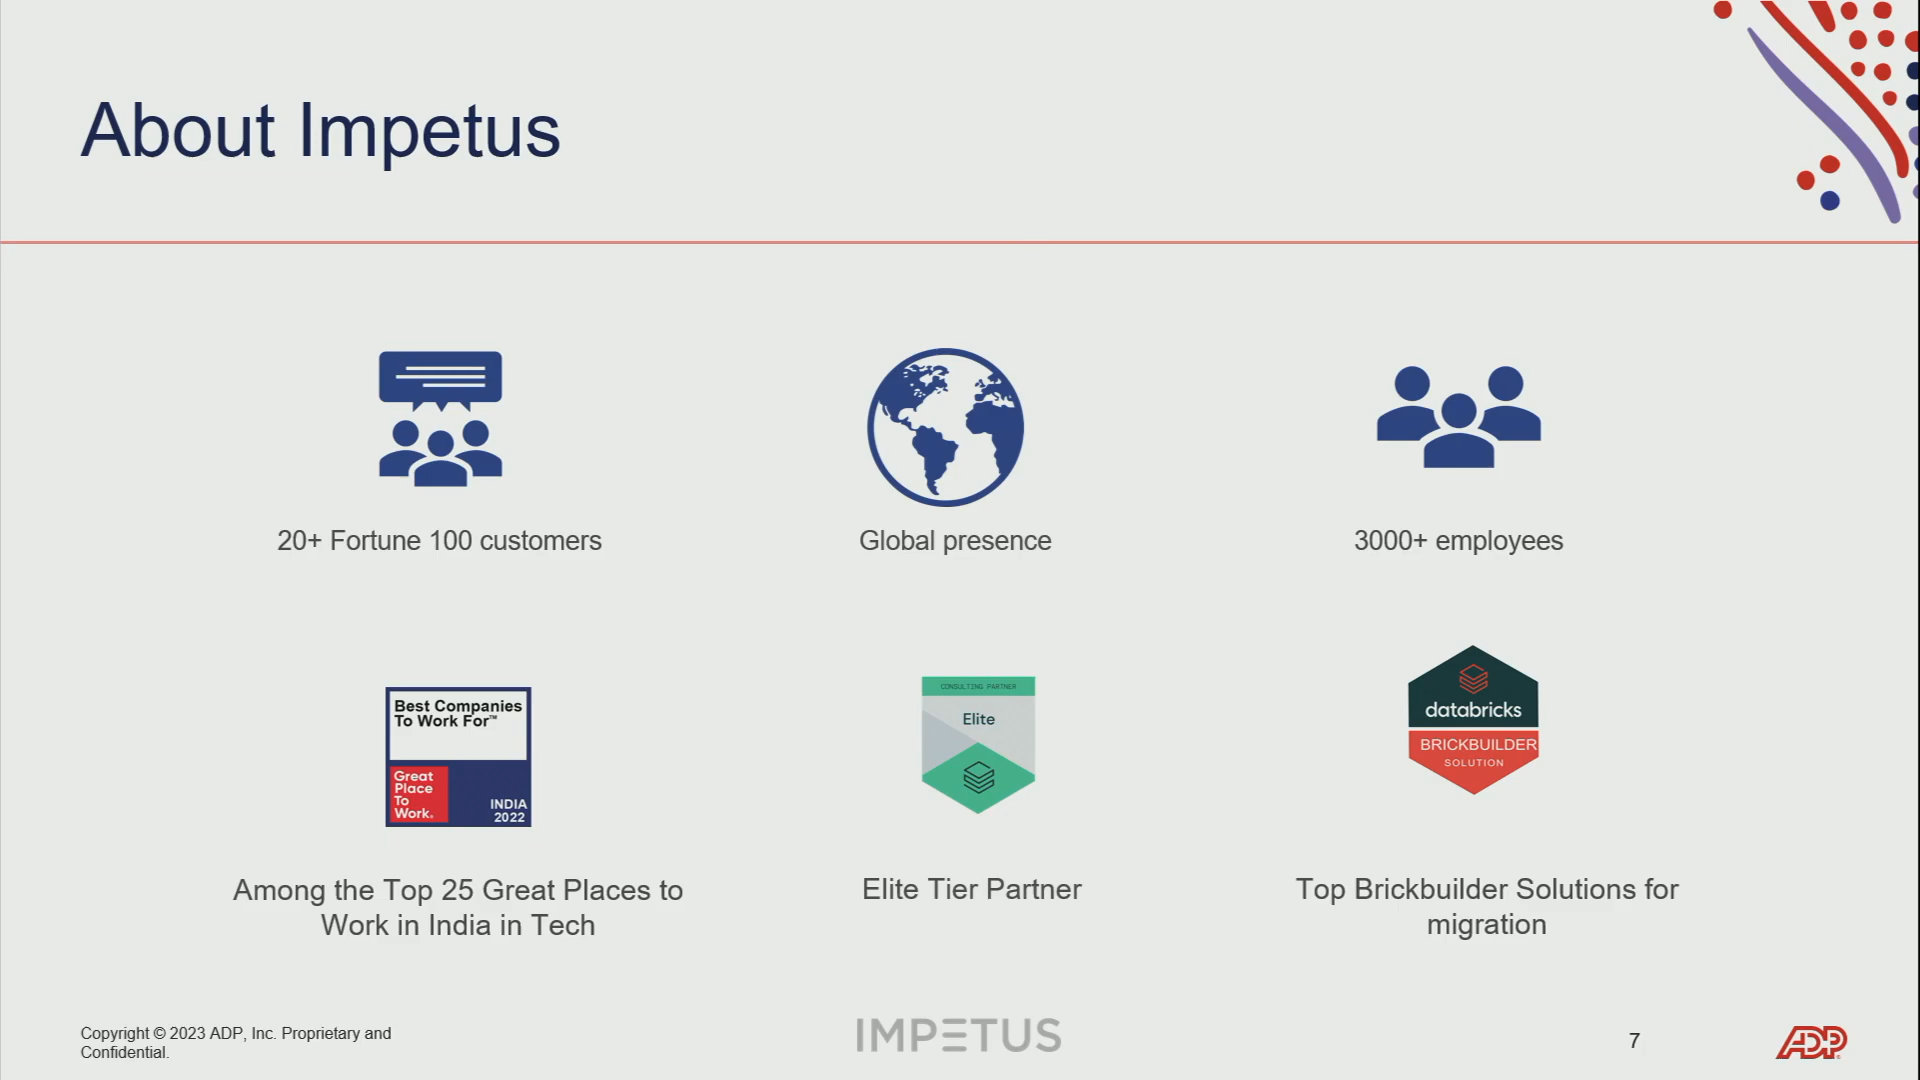 About Impetus
20+ Fortune 100 customers
Global presence
3000+ employees
Best Companies
To Work For™
Great
Place
To
Work.
INDIA
2022
CONSULTING PARTNER
Elite
databricks
BRICKBUILDER
SOLUTION
Among the Top 25 Great Places to
Work in India in Tech
Elite Tier Partner
Top Brickbuilder Solutions for
migration
Copyright © 2023 ADP, Inc. Proprietary and
Confidential.
IMPETUS
7
ADP